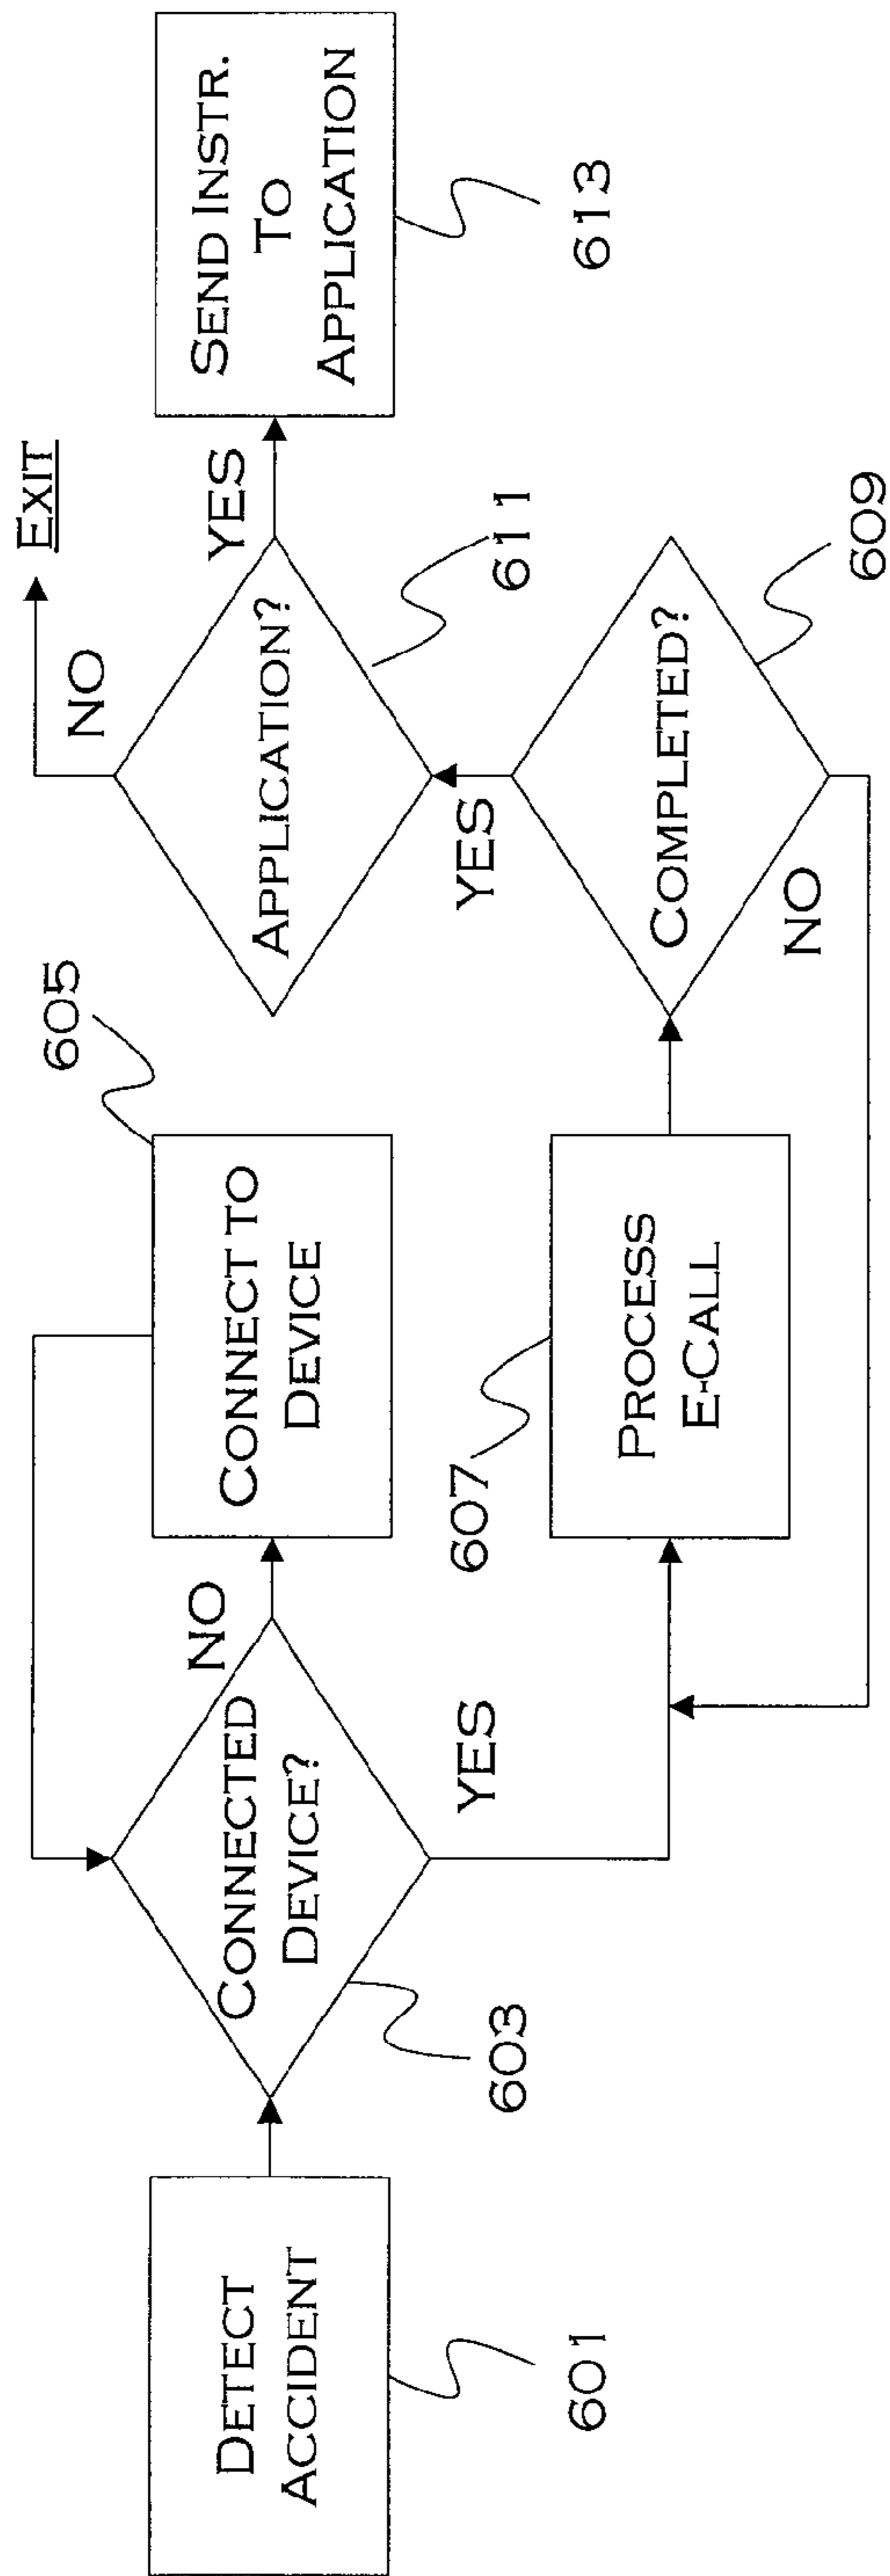 DETECT
ACCIDENT
601
CONNECTED
DEVICE?
603
NO
YES
CONNECT TO
DEVICE
605
PROCESS
E-CALL
607
COMPLETED?
609
NO
YES
APPLICATION?
611
NO
EXIT
YES
SEND INSTR.
TO
APPLICATION
613